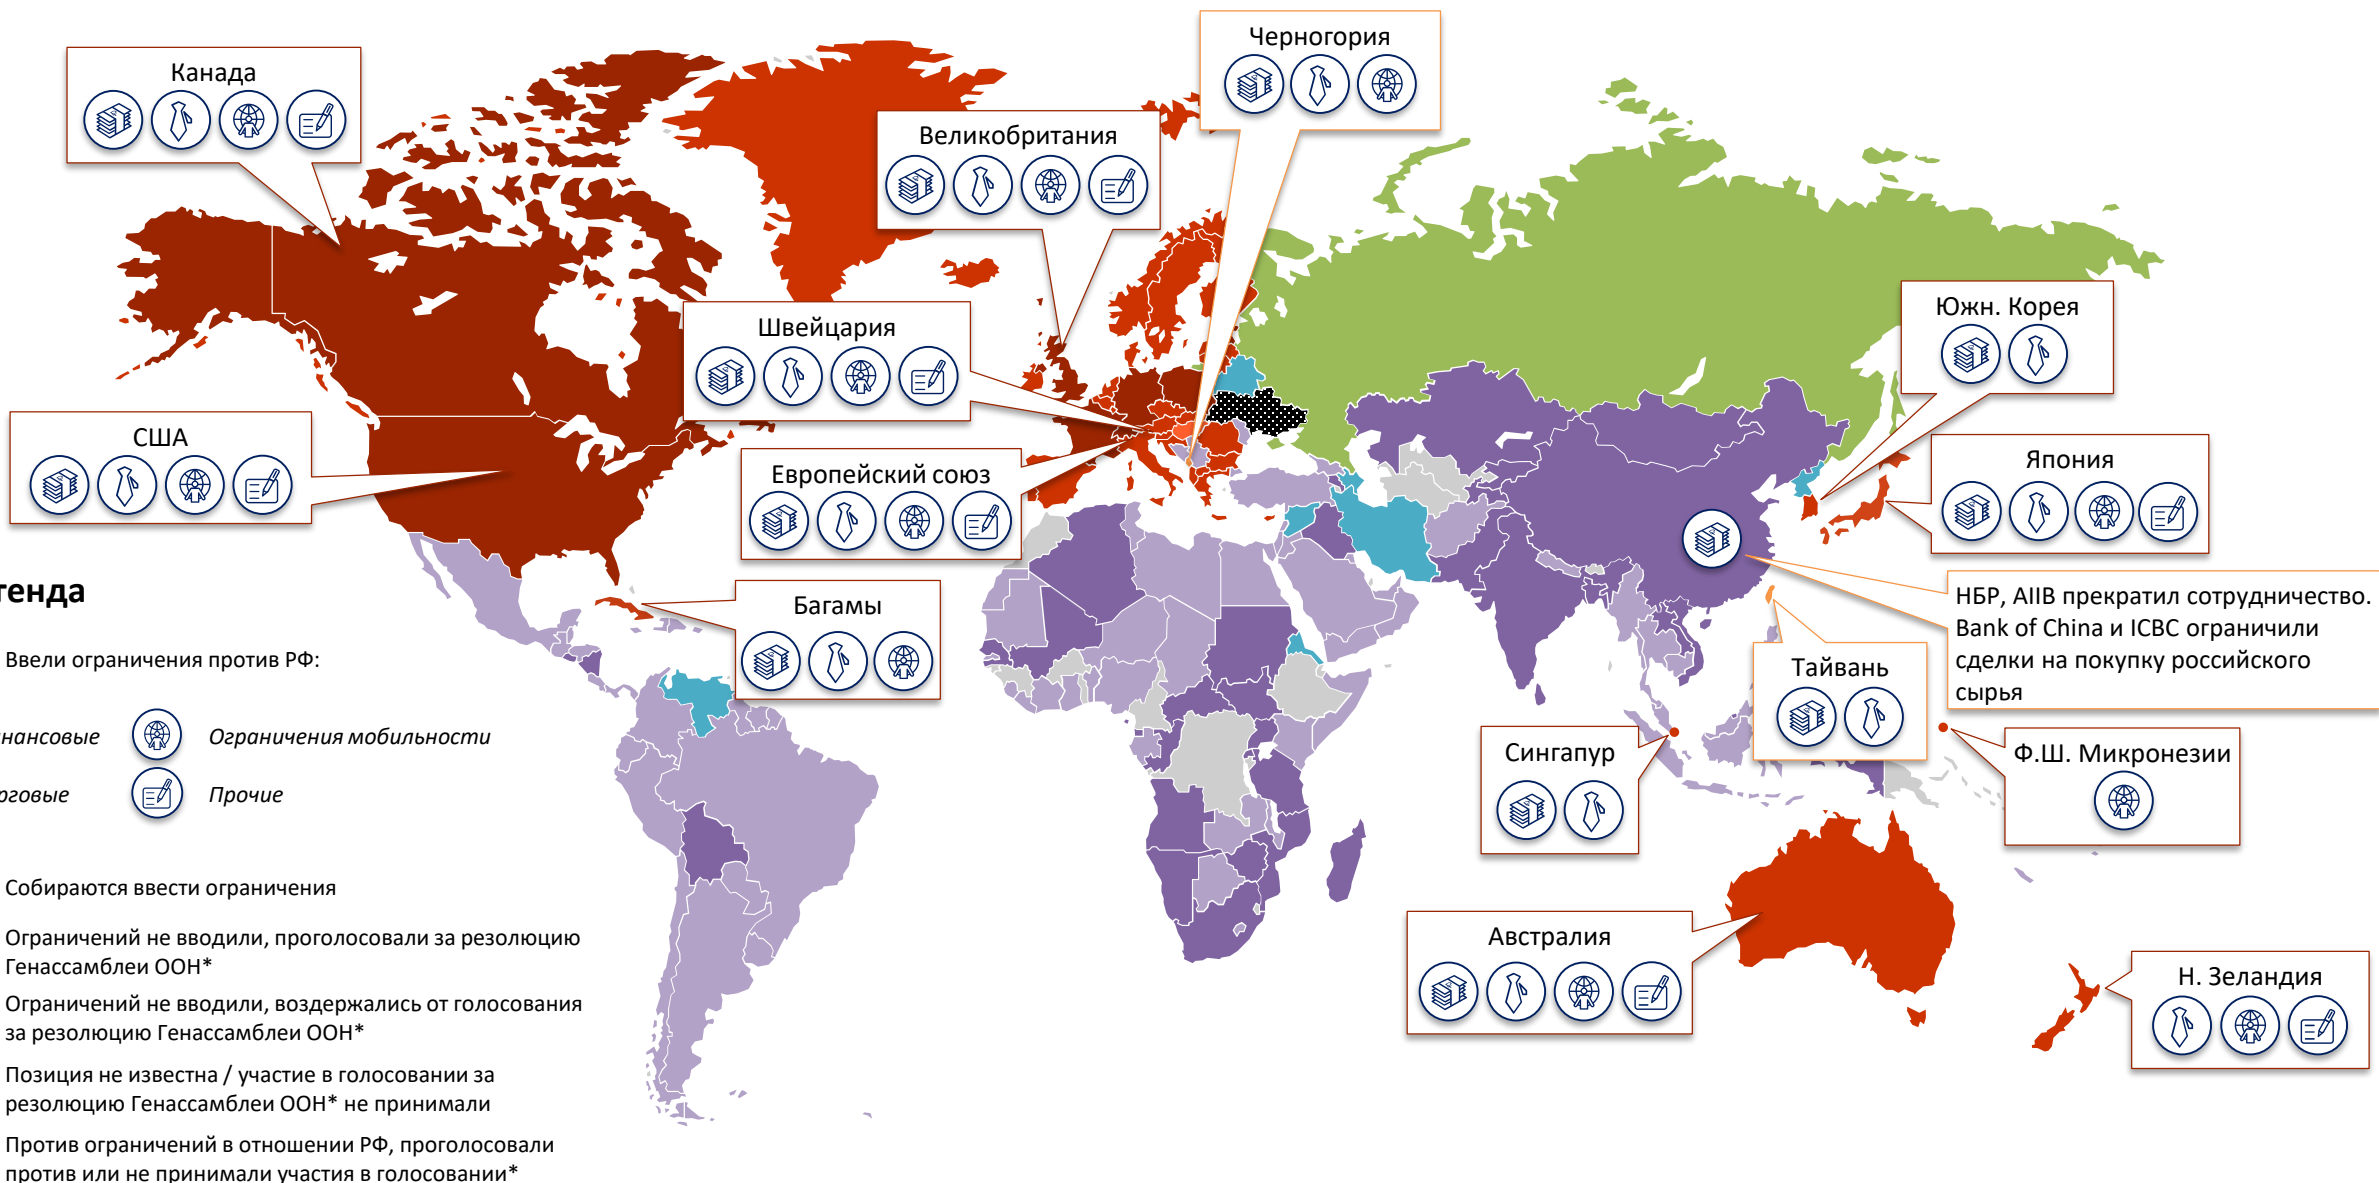 Черногория
Канада
Великобритания
Южн. Корея
Швейцария
США
Япония
Европейский союз
НБР, AIIB прекратил сотрудничество.
Bank of China и ICBC ограничили
сделки на покупку российского
сырья
Багамы
Тайвань
Сингапур
Ф.Ш. Микронезии
Австралия
Н. Зеландия
генда
Ввели ограничения против РФ:
нансовые
Ограничения мобильности
рговые
Прочие
Собираются ввести ограничения
Ограничений не вводили, проголосовали за резолюцию
Генассамблеи ООН*
Ограничений не вводили, воздержались от голосования
за резолюцию Генассамблеи ООН*
Позиция не известна / участие в голосовании за
резолюцию Генассамблеи ООН* не принимали
Против ограничений в отношении РФ, проголосовали
против или не принимали участия в голосовании*